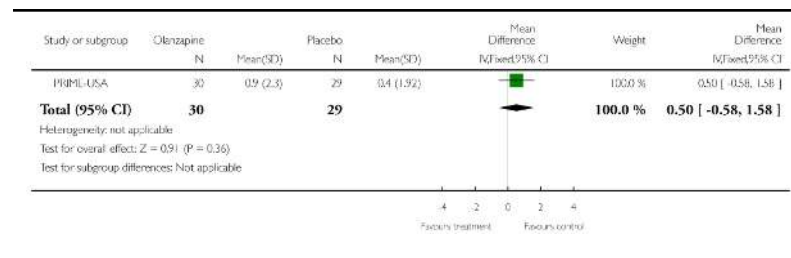 Study or subgroup Olanzapine Placebo Mean Difference Weight Mean Difference
N Mean(SD) N Mean(SD) IV,Fixed,95% CI IV,Fixed,95% CI
PRIME-USA 30 0.9 (2.3) 29 0.4 (1.92) 100.0 % 0.50 [ -0.58, 1.58 ]
Total (95% CI) 30 29 100.0 % 0.50 [ -0.58, 1.58 ]
Heterogeneity: not applicable
Test for overall effect: Z = 0.91 (P = 0.36)
Test for subgroup differences: Not applicable
-4 -2 0 2 4
Favours treatment Favours control